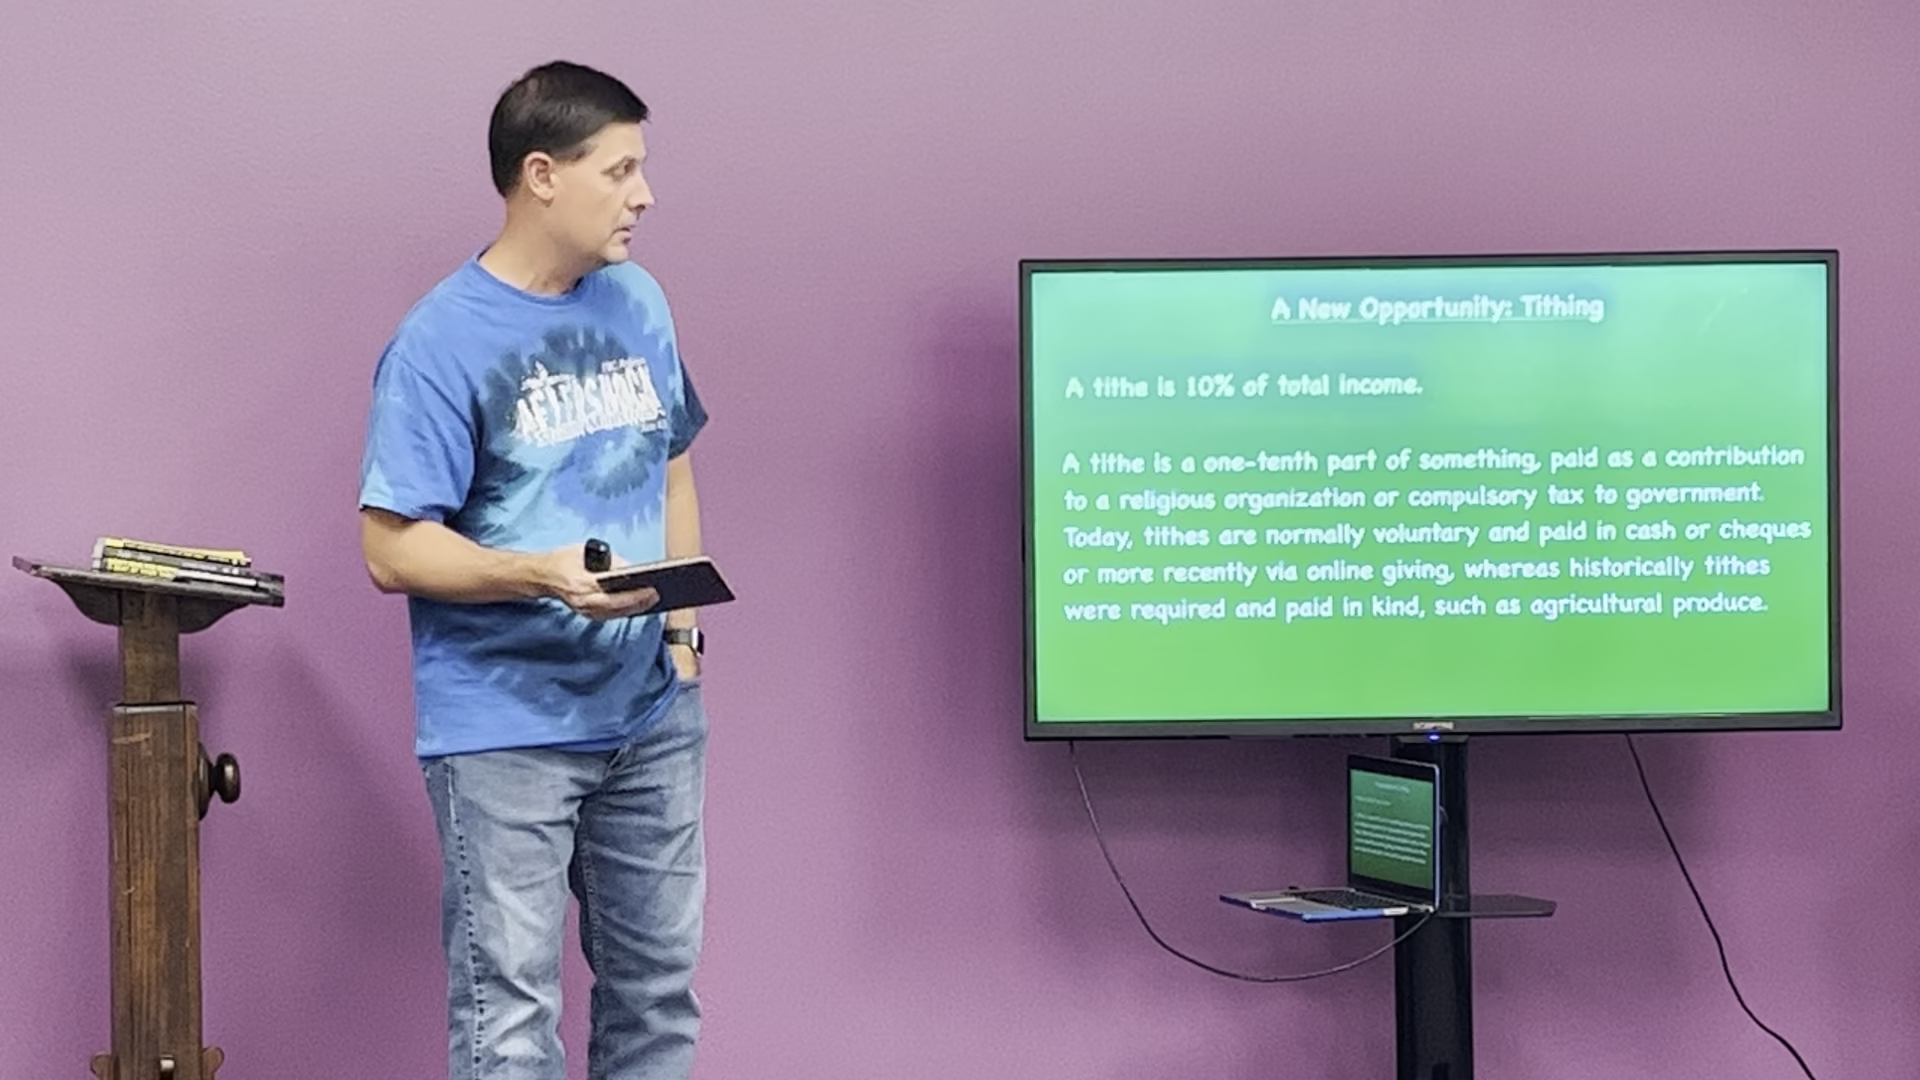 AFTERSHOCK
A New Opportunity: Tithing
A tithe is 10% of total income.
A tithe is a one-tenth part of something, paid as a contribution
to a religious organization or compulsory tax to government.
Today, tithes are normally voluntary and paid in cash or cheques
or more recently via online giving, whereas historically tithes
were required and paid in kind, such as agricultural produce.
SCEPTRE